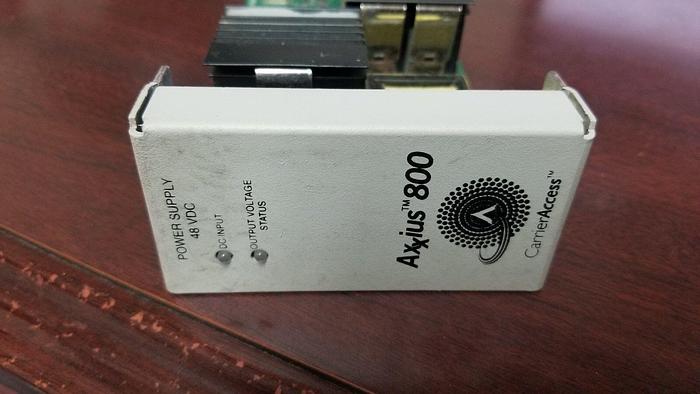 POWER SUPPLY
48 VDC
DC INPUT
OUTPUT VOLTAGE
STATUS
Axxius™ 800
CarrierAccess™